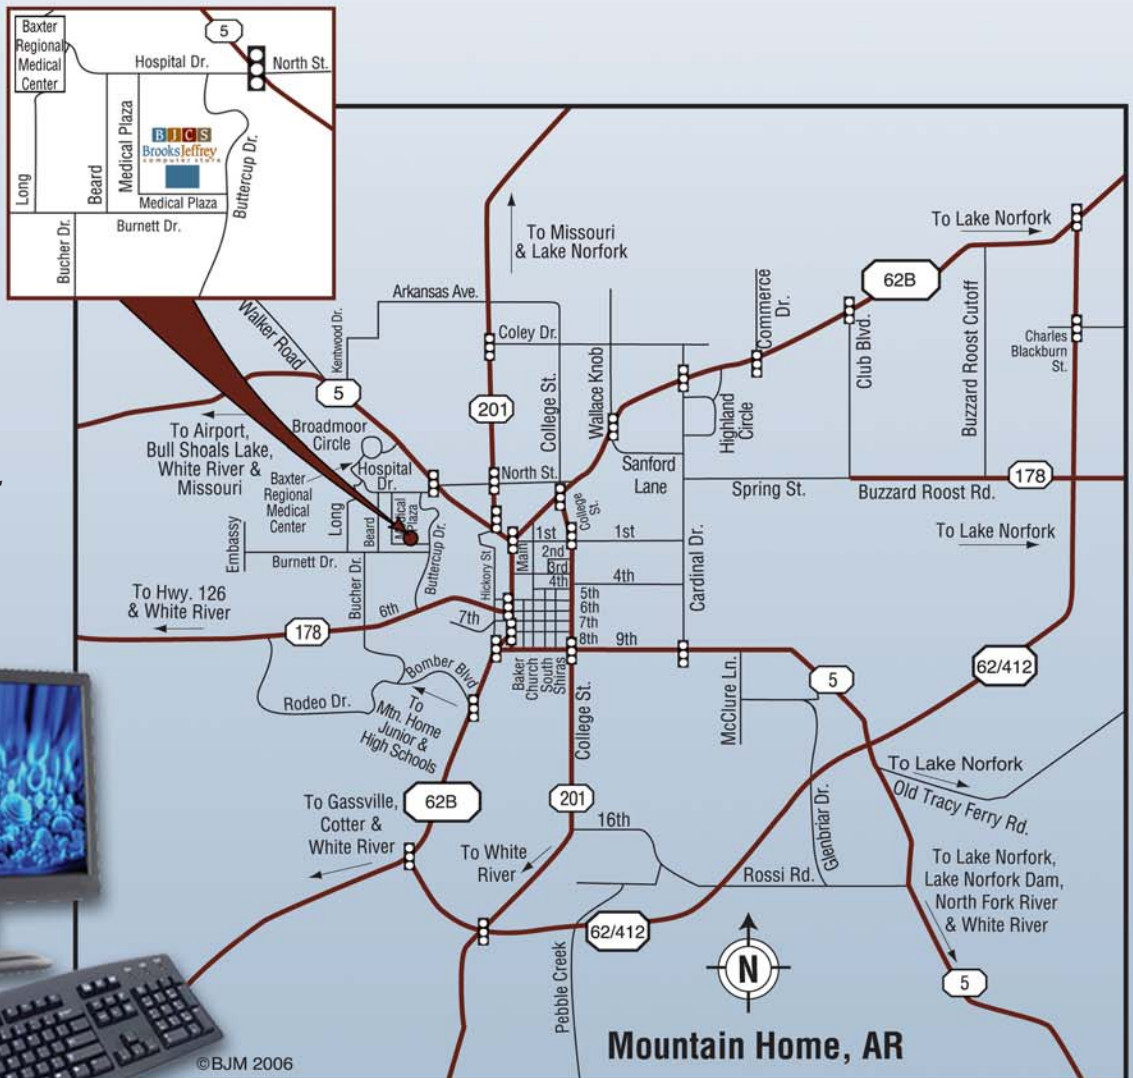 Baxter
Regional
Medical
Center
5
Hospital Dr.
North St.
Long
Beard
Medical Plaza
B J C S
BrooksJeffrey
computer store
Medical Plaza
Buttercup Dr.
Burnett Dr.
Bucher Dr.
To Missouri
& Lake Norfork
To Lake Norfork
62B
Arkansas Ave.
Walker Road
Kentwood Dr.
Coley Dr.
College St.
Wallace Knob
Commerce
Dr.
Club Blvd.
Buzzard Roost Cutoff
Charles
Blackburn
St.
5
201
Highland
Circle
To Airport,
Bull Shoals Lake,
White River &
Missouri
Broadmoor
Circle
Hospital
Dr.
Baxter
Regional
Medical
Center
North St.
Sanford
Lane
Spring St.
178
Buzzard Roost Rd.
Embassy
Long
Beard
Medical
Plaza
Buttercup Dr.
Burnett Dr.
Bucher Dr.
Hickory St.
Main
College
St.
1st
1st
2nd
3rd
4th
4th
5th
6th
7th
8th
9th
Cardinal Dr.
To Lake Norfork
To Hwy. 126
& White River
178
6th
7th
Baker
Church
South
Shiras
Rodeo Dr.
Bomber Blvd
To
Mtn. Home
Junior &
High Schools
College St.
McClure Ln.
5
62/412
To Lake Norfork
Old Tracy Ferry Rd.
62B
201
To Gassville,
Cotter &
White River
To White
River
16th
Glenbriar Dr.
Rossi Rd.
To Lake Norfork,
Lake Norfork Dam,
North Fork River
& White River
62/412
Pebble Creek
N
5
Mountain Home, AR
©BJM 2006